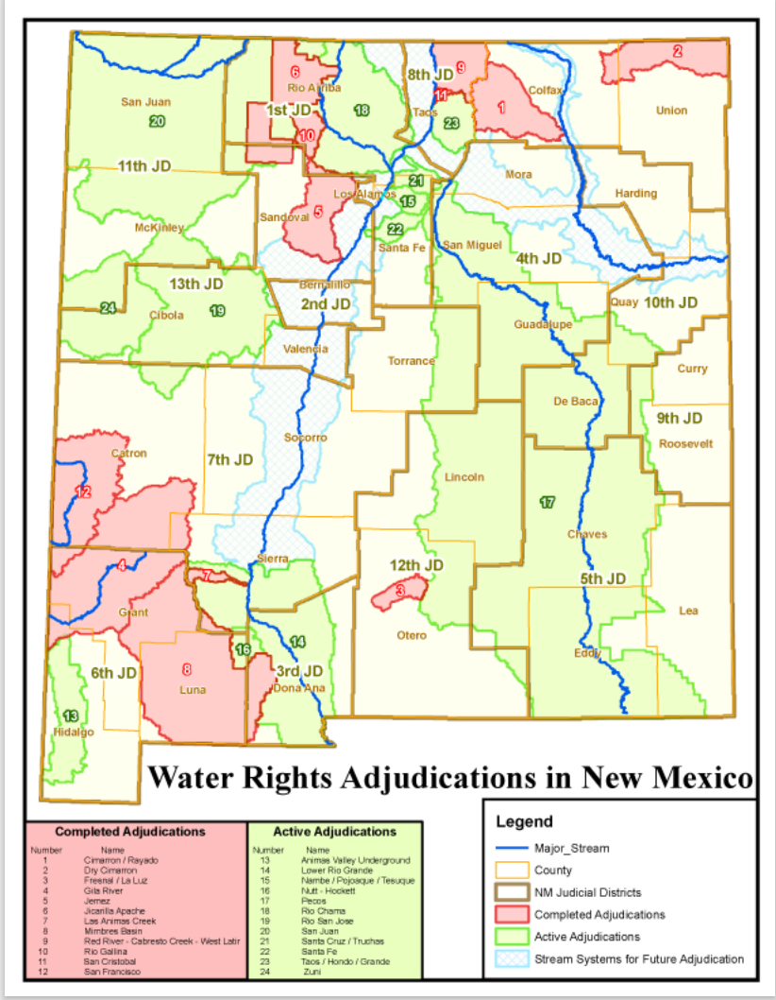 2
6
9
8th JD
Rio Arriba
Colfax
11
San Juan
1st JD
18
Taos
1
Union
20
23
10
11th JD
21
Mora
Los Alamos
15
Harding
Sandoval
5
McKinley
22
Santa Fe
San Miguel
4th JD
13th JD
Bernalillo
24
Cibola
19
2nd JD
Quay
10th JD
Guadalupe
Valencia
Torrance
Curry
De Baca
9th JD
Socorro
Roosevelt
Catron
7th JD
Lincoln
12
17
Chaves
Sierra
4
12th JD
7
5th JD
3
Grant
Lea
Otero
14
16
Eddy
6th JD
8
3rd JD
Luna
Dona Ana
13
Hidalgo
Water Rights Adjudications in New Mexico
Completed Adjudications
Number Name
1 Cimarron / Rayado
2 Dry Cimarron
3 Fresnal / La Luz
4 Gila River
5 Jemez
6 Jicarilla Apache
7 Las Animas Creek
8 Mimbres Basin
9 Red River - Cabresto Creek - West Latir
10 Rio Gallina
11 San Cristobal
12 San Francisco
Active Adjudications
Number Name
13 Animas Valley Underground
14 Lower Rio Grande
15 Nambe / Pojoaque / Tesuque
16 Nutt - Hockett
17 Pecos
18 Rio Chama
19 Rio San Jose
20 San Juan
21 Santa Cruz / Truchas
22 Santa Fe
23 Taos / Hondo / Grande
24 Zuni
Legend
Major_Stream
County
NM Judicial Districts
Completed Adjudications
Active Adjudications
Stream Systems for Future Adjudication